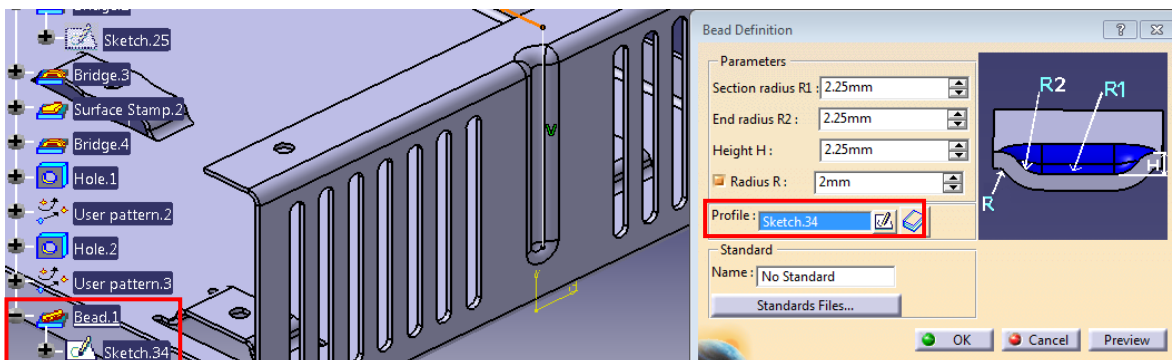 Sketch.25
Bridge.3
Surface Stamp.2
Bridge.4
Hole.1
User pattern.2
Hole.2
User pattern.3
Bead.1
Sketch.34
V
Bead Definition
Parameters
Section radius R1 : 2.25mm
End radius R2 : 2.25mm
Height H : 2.25mm
Radius R : 2mm
Profile : Sketch.34
Standard
Name : No Standard
Standards Files...
R2 R1
H
R
OK Cancel Preview